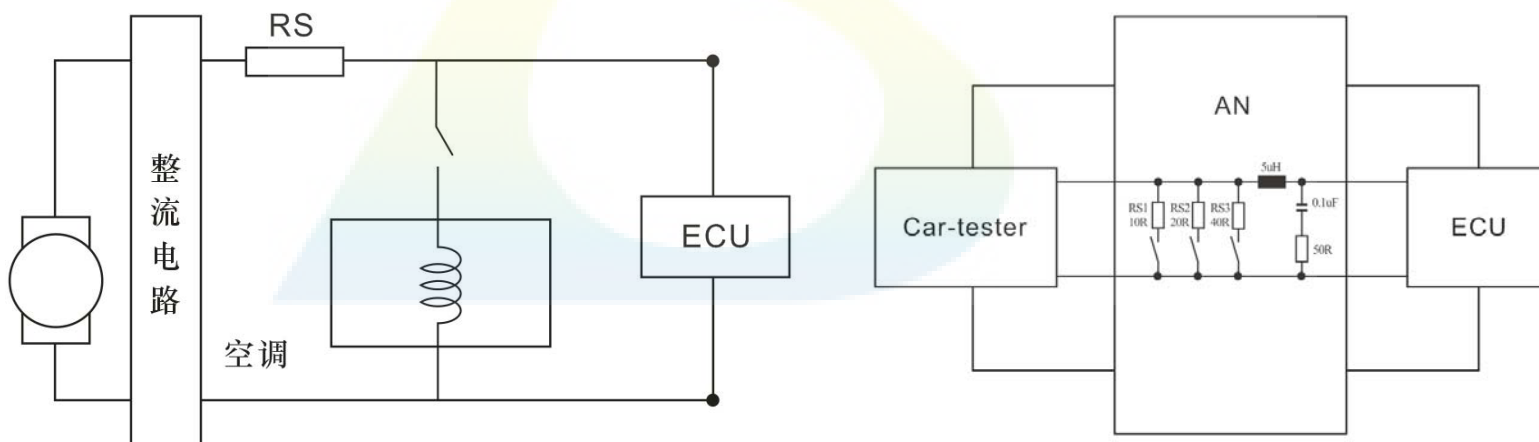 RS
整流电路
空调
ECU
AN
Car-tester
5uH
RS1
10R
RS2
20R
RS3
40R
0.1uF
50R
ECU